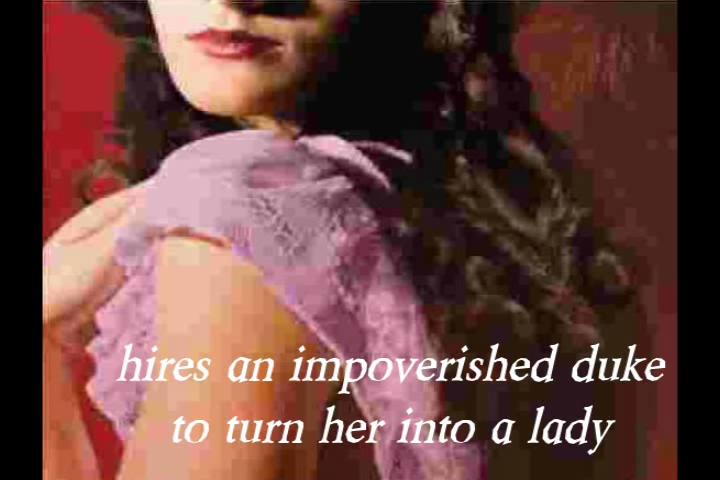 hires an impoverished duke
to turn her into a lady